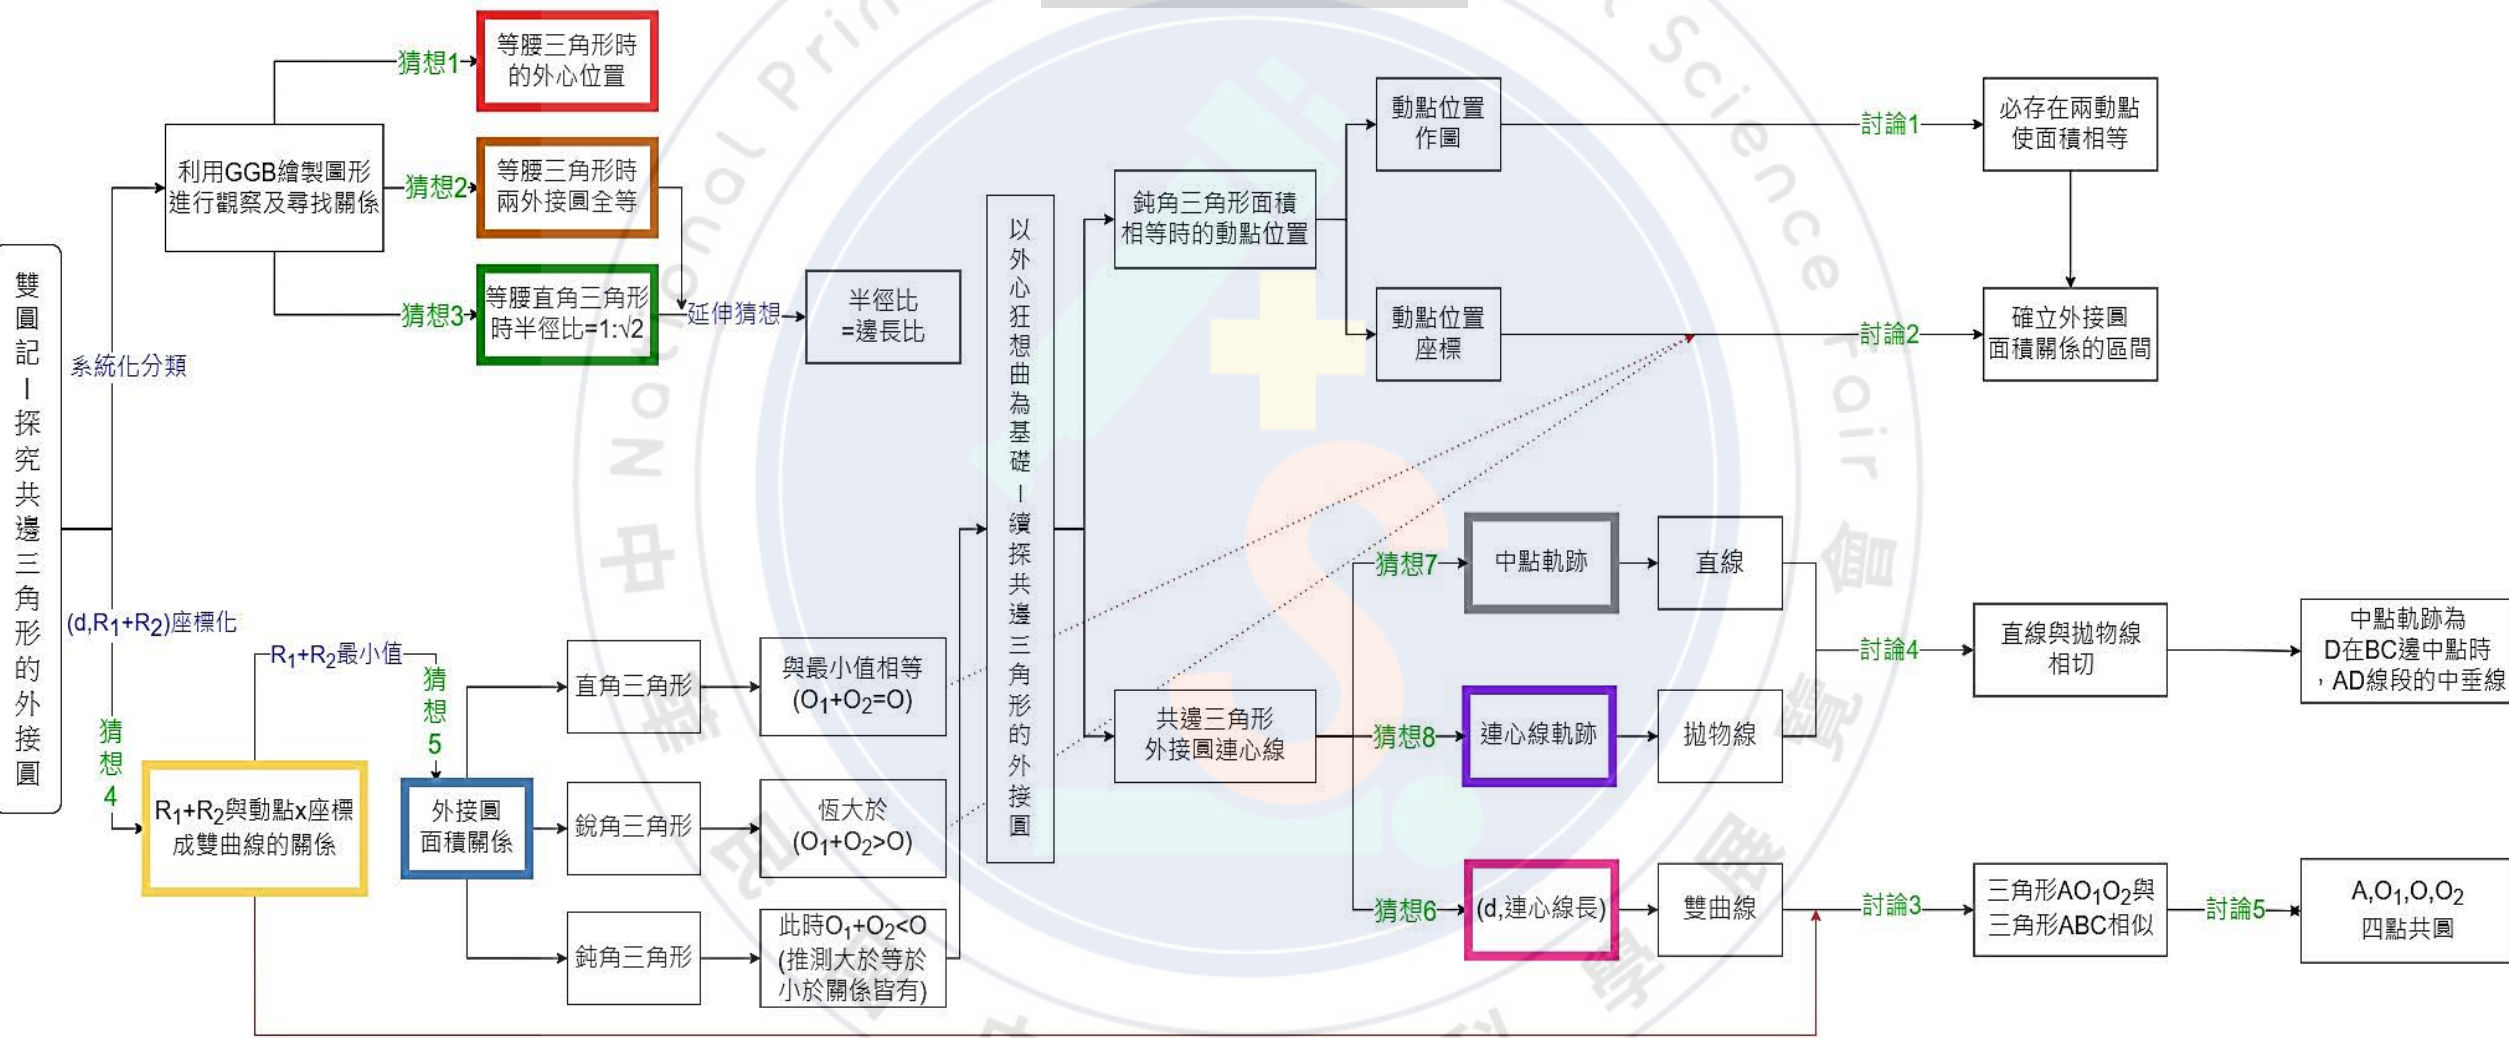 雙圓記－探究共邊三角形的外接圓
系統化分類
利用GGB繪製圖形
進行觀察及尋找關係
猜想1
等腰三角形時
的外心位置
猜想2
等腰三角形時
兩外接圓全等
猜想3
等腰直角三角形
時半徑比=1:√2
延伸猜想
半徑比
=邊長比
(d,R₁+R₂)座標化
猜想4
R₁+R₂與動點x座標
成雙曲線的關係
R₁+R₂最小值
猜想5
外接圓
面積關係
直角三角形
與最小值相等
(O₁+O₂=O)
銳角三角形
恆大於
(O₁+O₂>O)
鈍角三角形
此時O₁+O₂<O
(推測大於等於
小於關係皆有)
以外心狂想曲為基礎－續探共邊三角形的外接圓
鈍角三角形面積
相等時的動點位置
動點位置
作圖
討論1
必存在兩動點
使面積相等
動點位置
座標
討論2
確立外接圓
面積關係的區間
共邊三角形
外接圓連心線
猜想7
中點軌跡
直線
猜想8
連心線軌跡
拋物線
討論4
直線與拋物線
相切
中點軌跡為
D在BC邊中點時
，AD線段的中垂線
猜想6
(d,連心線長)
雙曲線
討論3
三角形AO₁O₂與
三角形ABC相似
討論5
A,O₁,O,O₂
四點共圓
National
Science Fair
中
會
覽
展